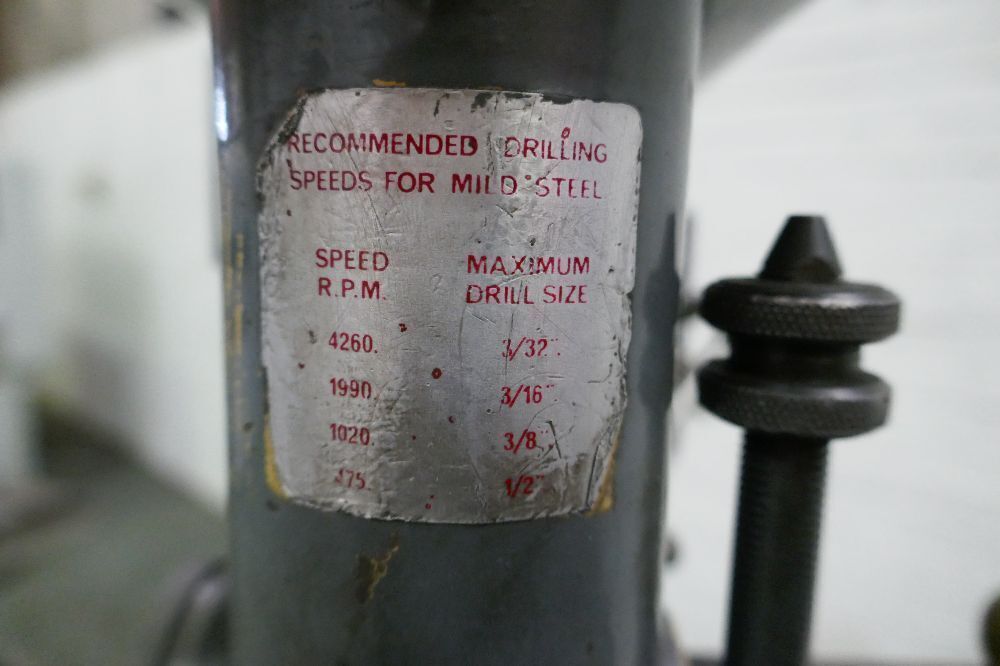 RECOMMENDED DRILLING
SPEEDS FOR MILD STEEL
SPEED MAXIMUM
R.P.M. DRILL SIZE
4260. 3/32".
1990. 3/16"
1020. 3/8".
475. 1/2"